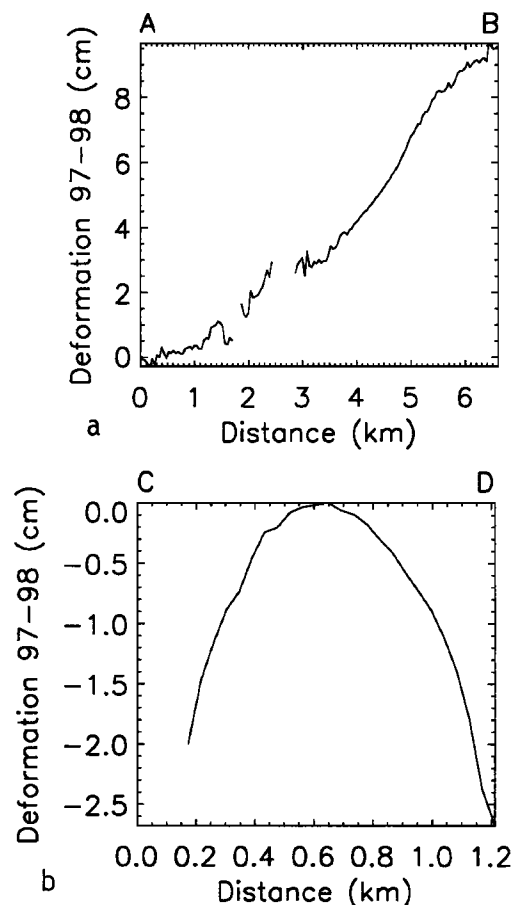 A B
Deformation 97-98 (cm)
8
6
4
2
0
0 1 2 3 4 5 6
a Distance (km)
C D
Deformation 97-98 (cm)
0.0
-0.5
-1.0
-1.5
-2.0
-2.5
0.0 0.2 0.4 0.6 0.8 1.0 1.2
b Distance (km)